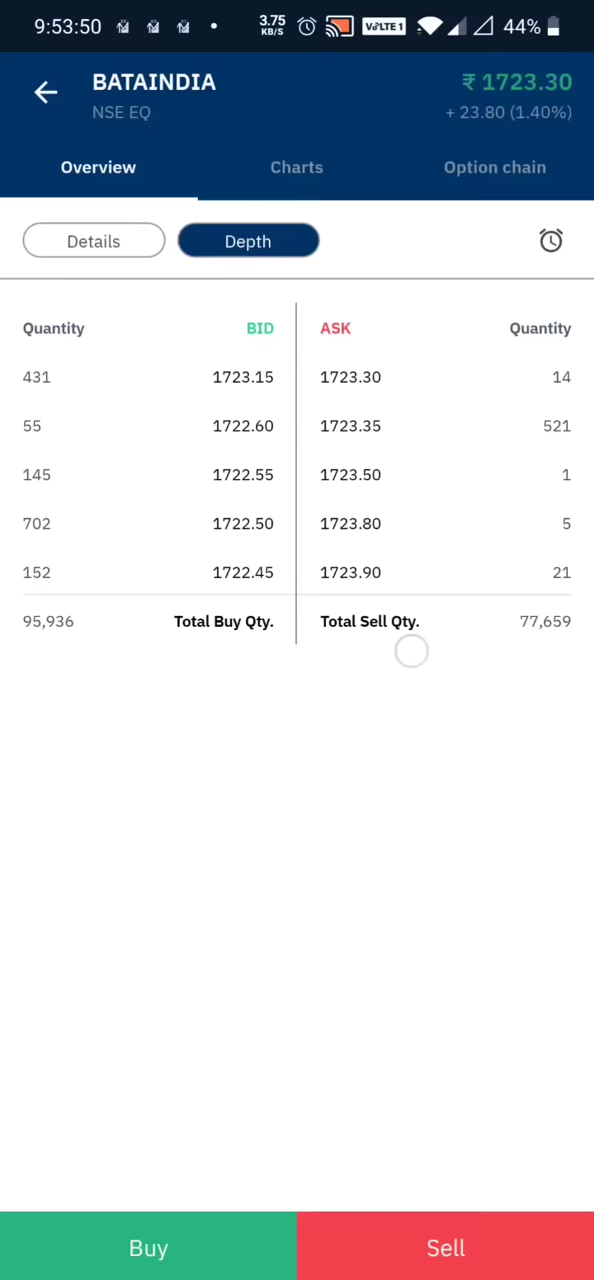 9:53:50 3.75 KB/S VoLTE 1 44%
BATAINDIA ₹ 1723.30
NSE EQ + 23.80 (1.40%)
Overview Charts Option chain
Details Depth
Quantity BID ASK Quantity
431 1723.15 1723.30 14
55 1722.60 1723.35 521
145 1722.55 1723.50 1
702 1722.50 1723.80 5
152 1722.45 1723.90 21
95,936 Total Buy Qty. Total Sell Qty. 77,659
Buy Sell